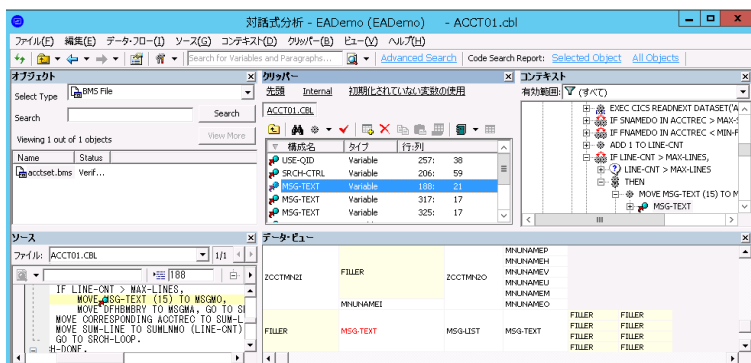 対話式分析 - EADemo (EADemo) - ACCT01.cbl
ファイル(F) 編集(E) データ・フロー(I) ソース(G) コンテキスト(D) クリッパー(B) ビュー(V) ヘルプ(H)
Search for Variables and Paragraphs... Advanced Search Code Search Report: Selected Object All Objects
オブジェクト
Select Type BMS File
Search Search
Viewing 1 out of 1 objects View More
Name Status
acctset.bms Verif...
クリッパー
先頭 Internal 初期化されていない変数の使用
ACCT01.CBL
構成名 タイプ 行:列
USE-QID Variable 257: 38
SRCH-CTRL Variable 206: 59
MSG-TEXT Variable 188: 21
MSG-TEXT Variable 317: 17
MSG-TEXT Variable 325: 17
コンテキスト
有効範囲: (すべて)
EXEC CICS READNEXT DATASET('A
IF SNAMEDO IN ACCTREC > MAX-S
IF FNAMEDO IN ACCTREC < MIN-F
ADD 1 TO LINE-CNT
IF LINE-CNT > MAX-LINES,
LINE-CNT > MAX-LINES
THEN
MOVE MSG-TEXT (15) TO M
MSG-TEXT
ソース
ファイル: ACCT01.CBL 1/1
188
IF LINE-CNT > MAX-LINES,
MOVE MSG-TEXT (15) TO MSGMO,
MOVE DFHBMBRY TO MSGMA, GO TO S
MOVE CORRESPONDING ACCTREC TO SUM-L
MOVE SUM-LINE TO SUMLNMO (LINE-CNT)
GO TO SRCH-LOOP.
H-DONE.
データ・ビュー
MNUNAMEP
MNUNAMEH
ZCCTMN2I FILLER ZCCTMN2O MNUNAMEV
MNUNAMEU
MNUNAMEM
MNUNAMEI MNUNAMEO
FILLER MSG-TEXT MSG-LIST MSG-TEXT FILLER FILLER
FILLER FILLER
FILLER FILLER
FILLER FILLER